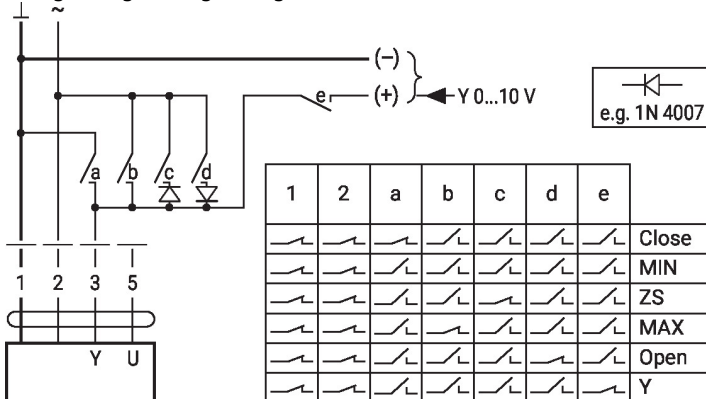 ⊥ ~
(−)
e (+) Y 0...10 V
e.g. 1N 4007
a b c d
1 2 a b c d e
Close
MIN
1 2 3 5 ZS
MAX
Y U Open
Y